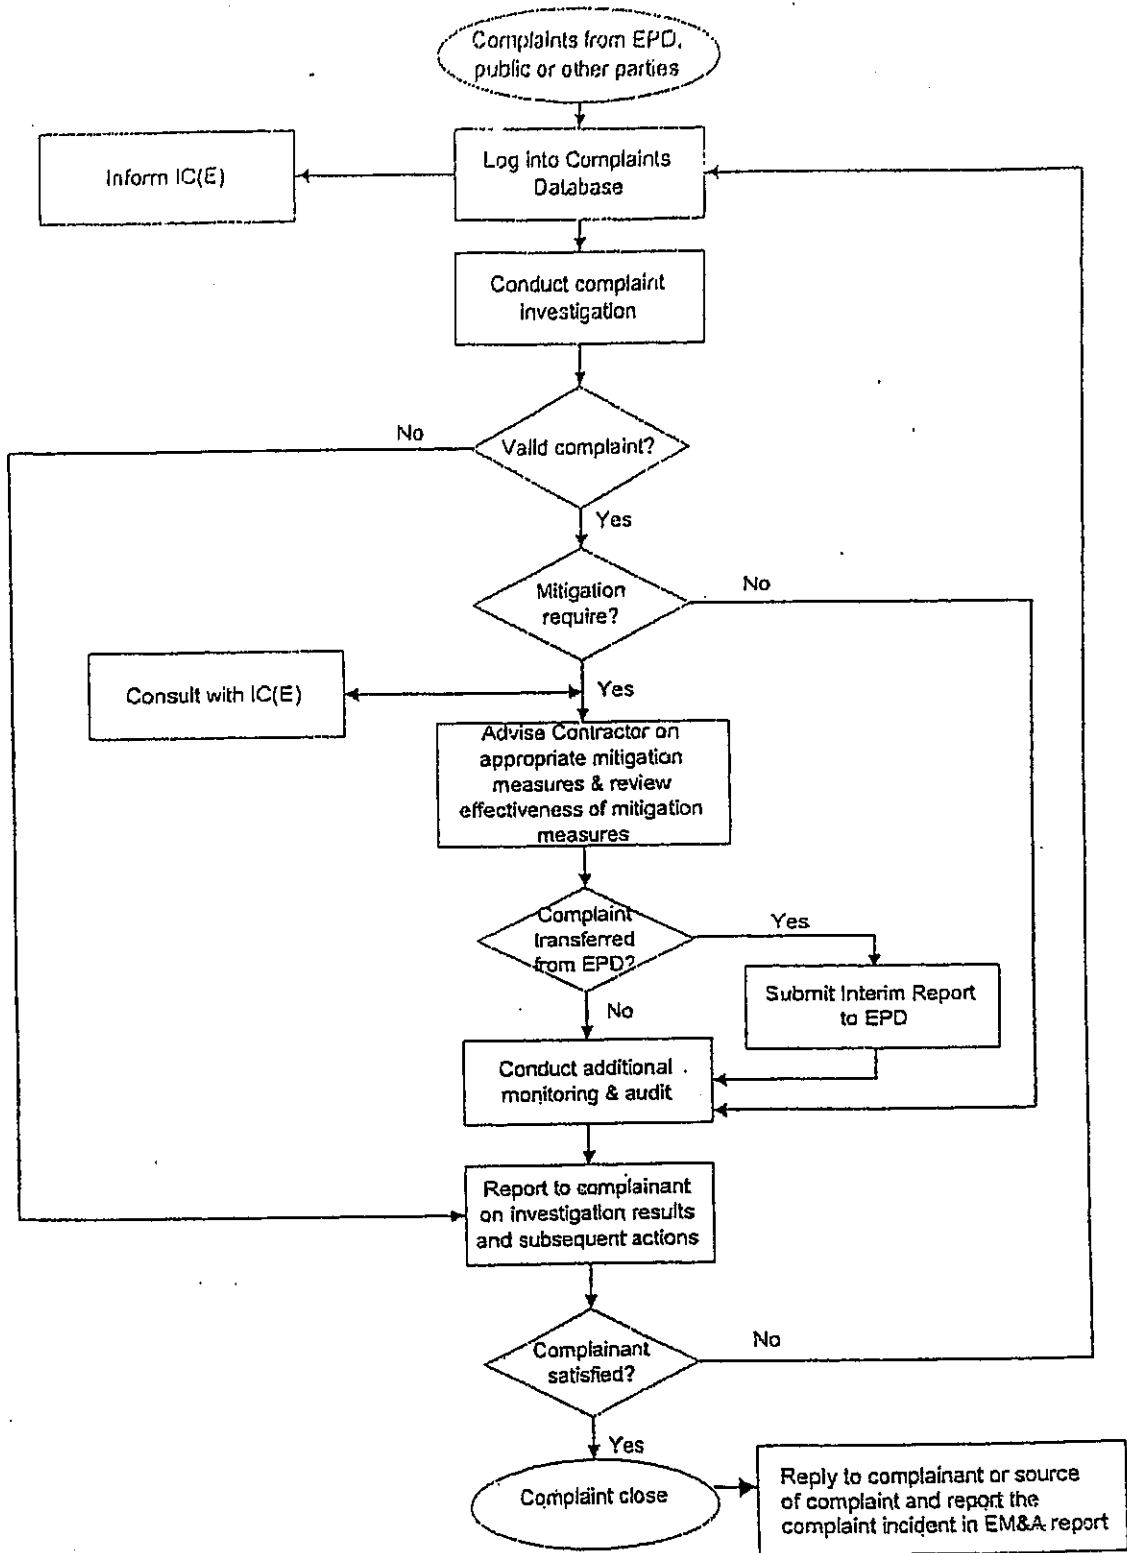 Complaints from EPD,
public or other parties
Inform IC(E)
Log into Complaints
Database
Conduct complaint
investigation
No
Valid complaint?
Yes
Mitigation
require?
No
Consult with IC(E)
Yes
Advise Contractor on
appropriate mitigation
measures & review
effectiveness of mitigation
measures
Complaint
transferred
from EPD?
Yes
Submit Interim Report
to EPD
No
Conduct additional
monitoring & audit
Report to complainant
on investigation results
and subsequent actions
Complainant
satisfied?
No
Yes
Complaint close
Reply to complainant or source
of complaint and report the
complaint incident in EM&A report